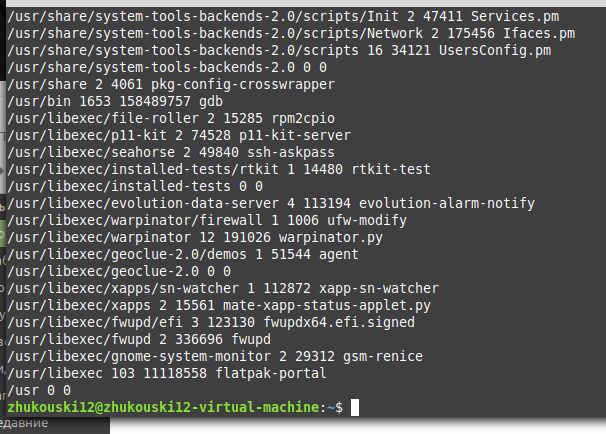 /usr/share/system-tools-backends-2.0/scripts/Init 2 47411 Services.pm
/usr/share/system-tools-backends-2.0/scripts/Network 2 175456 Ifaces.pm
/usr/share/system-tools-backends-2.0/scripts 16 34121 UsersConfig.pm
/usr/share/system-tools-backends-2.0 0 0
/usr/share 2 4061 pkg-config-crosswrapper
/usr/bin 1653 158489757 gdb
/usr/libexec/file-roller 2 15285 rpm2cpio
/usr/libexec/p11-kit 2 74528 p11-kit-server
/usr/libexec/seahorse 2 49840 ssh-askpass
/usr/libexec/installed-tests/rtkit 1 14480 rtkit-test
/usr/libexec/installed-tests 0 0
/usr/libexec/evolution-data-server 4 113194 evolution-alarm-notify
/usr/libexec/warpinator/firewall 1 1006 ufw-modify
/usr/libexec/warpinator 12 191026 warpinator.py
/usr/libexec/geoclue-2.0/demos 1 51544 agent
/usr/libexec/geoclue-2.0 0 0
/usr/libexec/xapps/sn-watcher 1 112872 xapp-sn-watcher
/usr/libexec/xapps 2 15561 mate-xapp-status-applet.py
/usr/libexec/fwupd/efi 3 123130 fwupdx64.efi.signed
/usr/libexec/fwupd 2 336696 fwupd
/usr/libexec/gnome-system-monitor 2 29312 gsm-renice
/usr/libexec 103 11118558 flatpak-portal
/usr 0 0
zhukouski12@zhukouski12-virtual-machine:~$